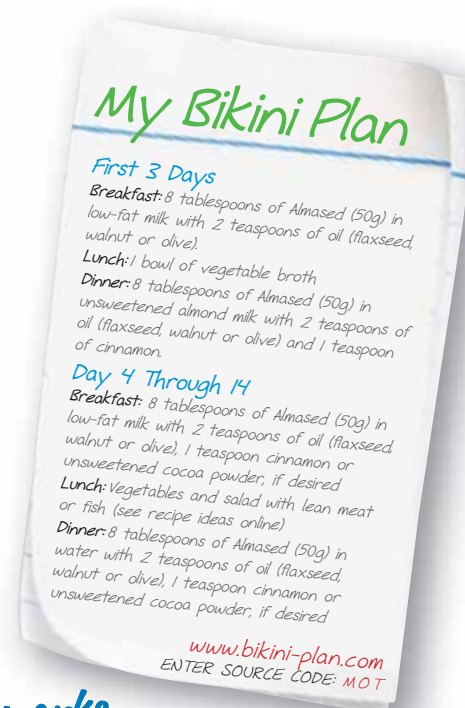 My Bikini Plan
First 3 Days
Breakfast: 8 tablespoons of Almased (50g) in
low-fat milk with 2 teaspoons of oil (flaxseed,
walnut or olive).
Lunch: 1 bowl of vegetable broth
Dinner: 8 tablespoons of Almased (50g) in
unsweetened almond milk with 2 teaspoons of
oil (flaxseed, walnut or olive) and 1 teaspoon
of cinnamon.
Day 4 Through 14
Breakfast: 8 tablespoons of Almased (50g) in
low-fat milk with 2 teaspoons of oil (flaxseed,
walnut or olive), 1 teaspoon cinnamon or
unsweetened cocoa powder, if desired
Lunch: Vegetables and salad with lean meat
or fish (see recipe ideas online)
Dinner: 8 tablespoons of Almased (50g) in
water with 2 teaspoons of oil (flaxseed,
walnut or olive), 1 teaspoon cinnamon or
unsweetened cocoa powder, if desired
www.bikini-plan.com
ENTER SOURCE CODE: MOT